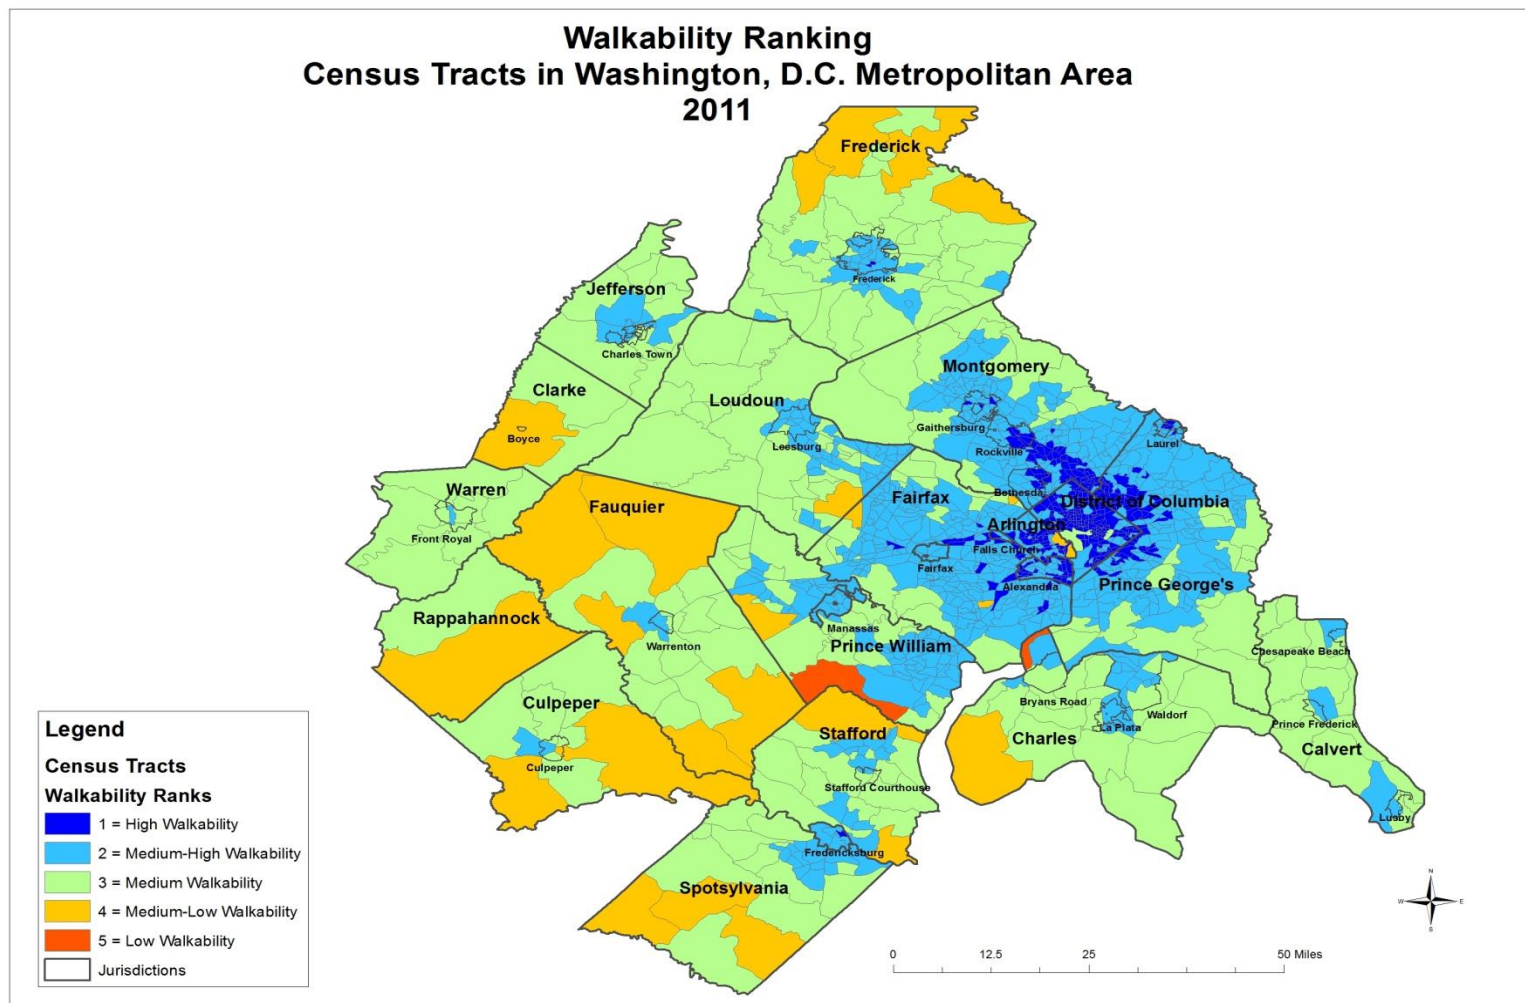 Walkability Ranking
Census Tracts in Washington, D.C. Metropolitan Area
2011
Frederick
Frederick
Jefferson
Charles Town
Clarke
Boyce
Loudoun
Leesburg
Montgomery
Gaithersburg
Rockville
Laurel
Bethesda
District of Columbia
Warren
Front Royal
Fauquier
Fairfax
Arlington
Falls Church
Fairfax
Alexandria
Prince George's
Rappahannock
Warrenton
Manassas
Prince William
Chesapeake Beach
Culpeper
Culpeper
Stafford
Stafford Courthouse
Bryans Road
Waldorf
La Plata
Charles
Prince Frederick
Calvert
Lusby
Fredericksburg
Spotsylvania
Legend
Census Tracts
Walkability Ranks
1 = High Walkability
2 = Medium-High Walkability
3 = Medium Walkability
4 = Medium-Low Walkability
5 = Low Walkability
Jurisdictions
N
W E
S
0 12.5 25 50 Miles